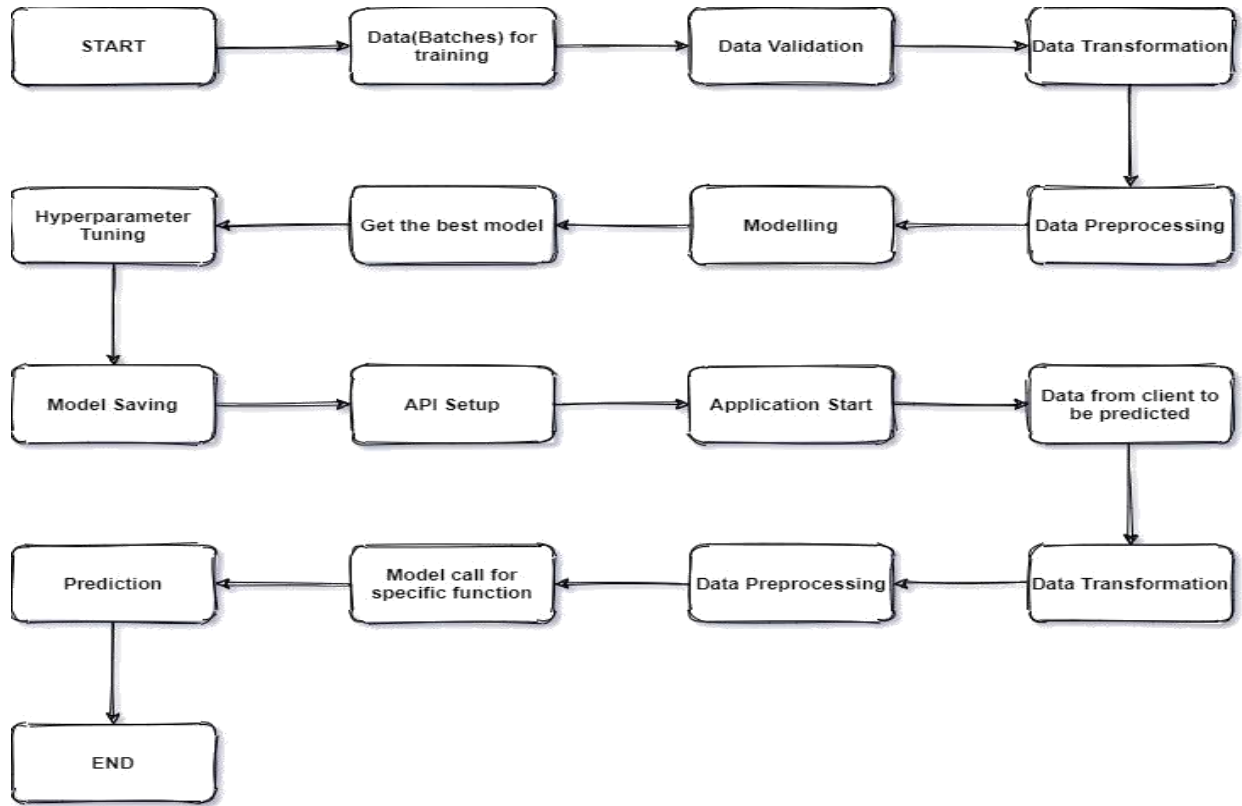 START
Data(Batches) for
training
Data Validation
Data Transformation
Hyperparameter
Tuning
Get the best model
Modelling
Data Preprocessing
Model Saving
API Setup
Application Start
Data from client to
be predicted
Prediction
Model call for
specific function
Data Preprocessing
Data Transformation
END